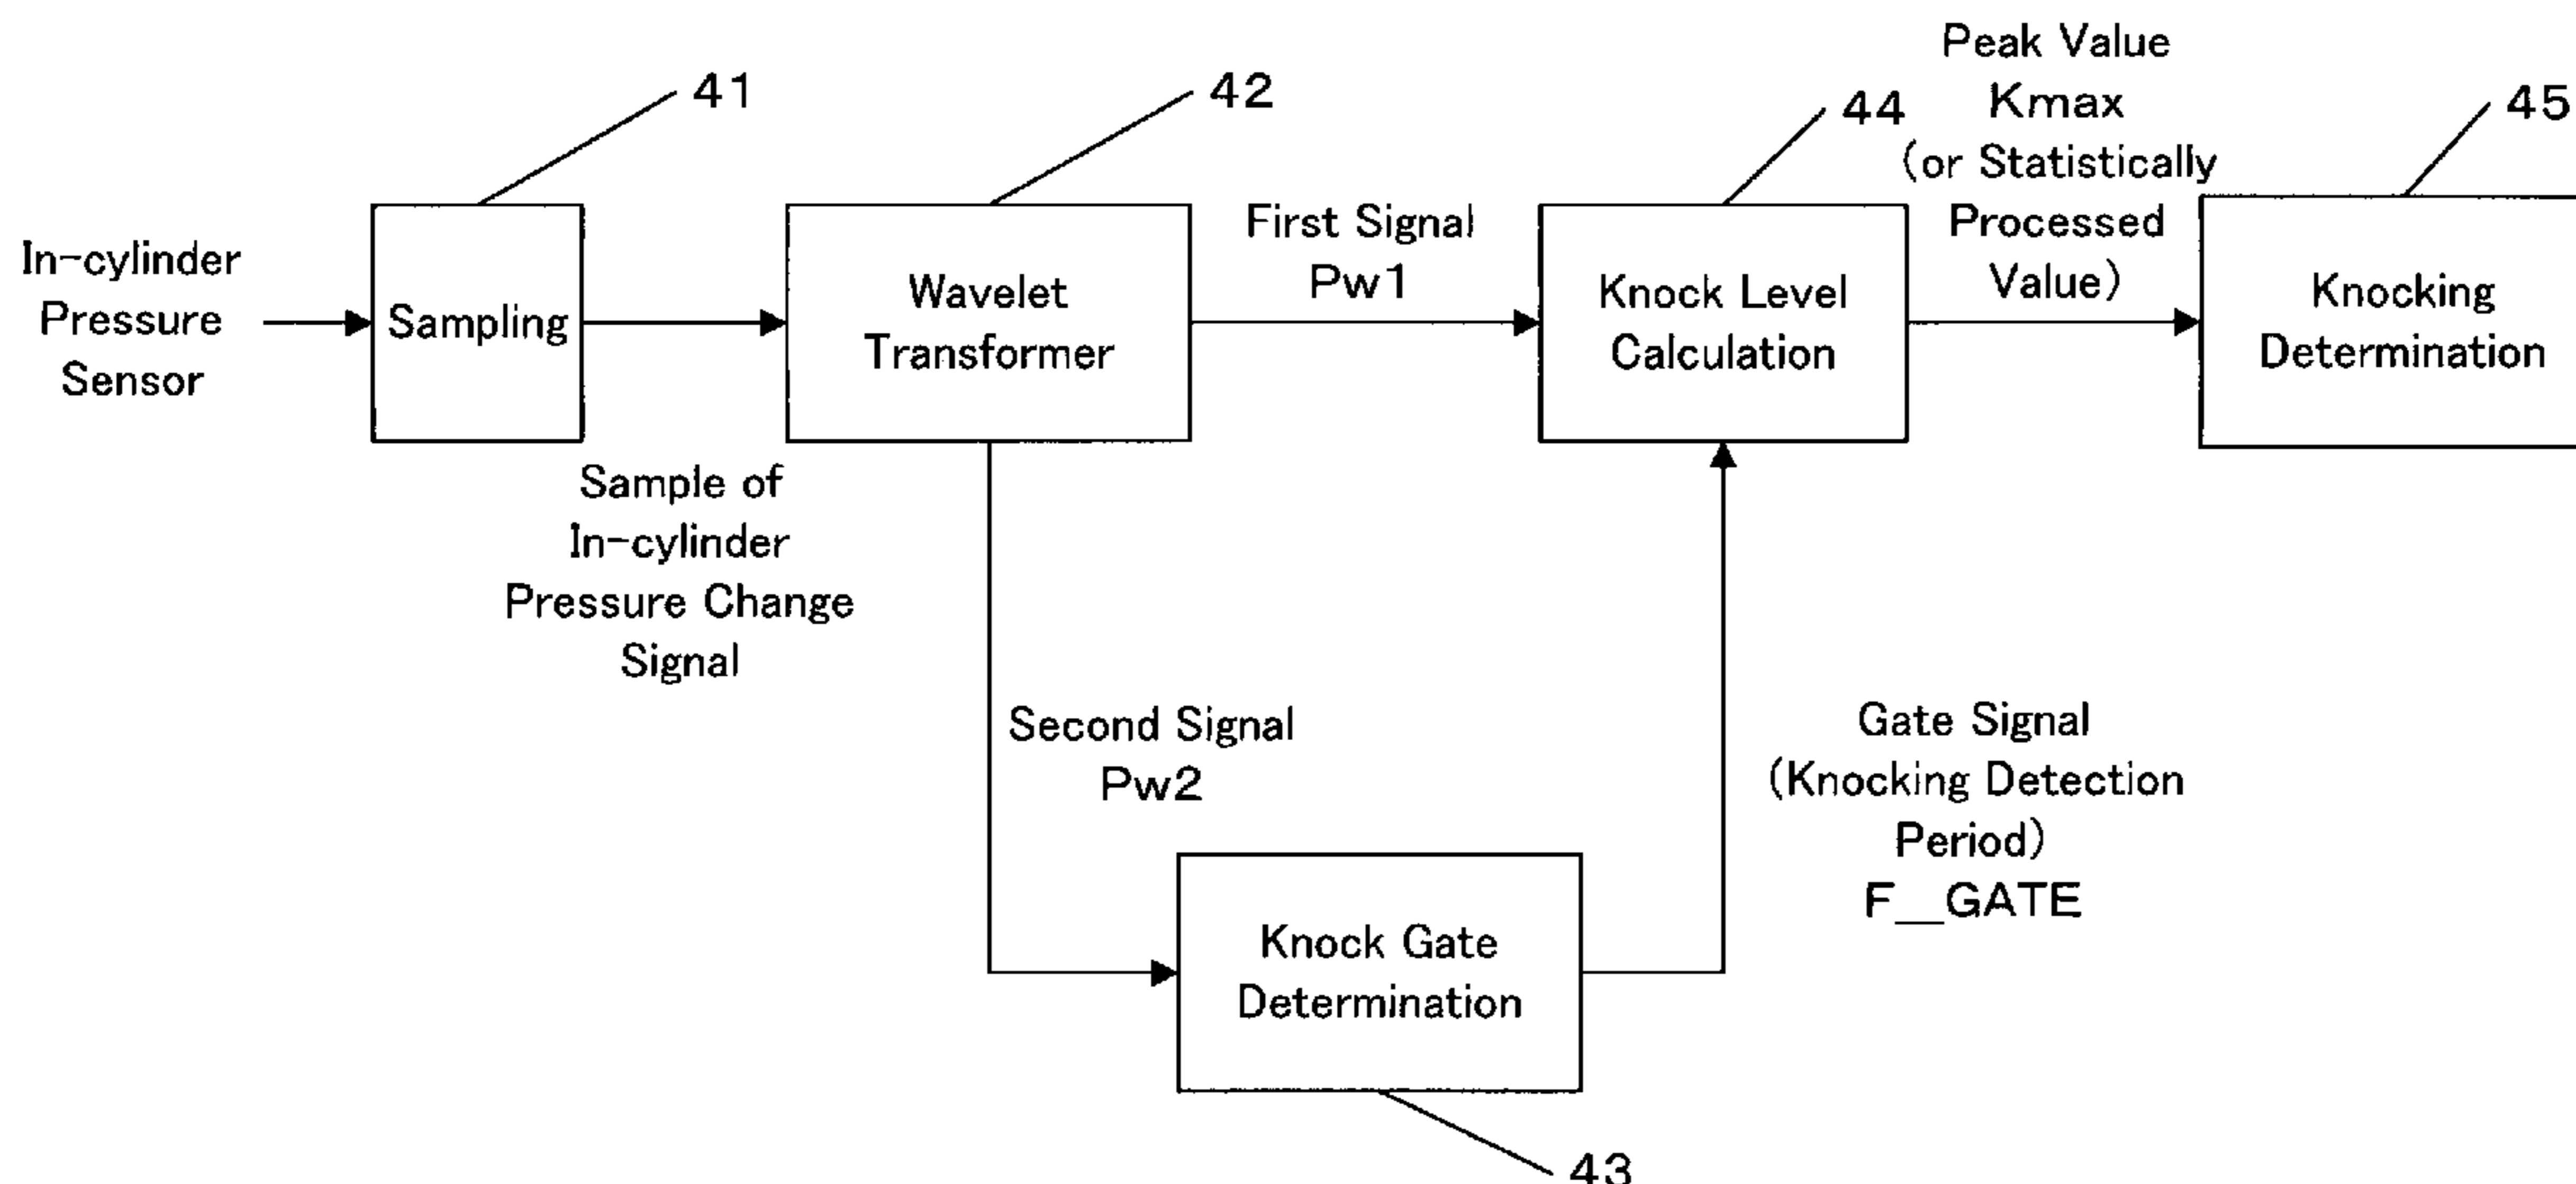 In-cylinder
Pressure
Sensor
41
Sampling
Sample of
In-cylinder
Pressure Change
Signal
42
Wavelet
Transformer
First Signal
Pw1
Second Signal
Pw2
43
Knock Gate
Determination
Gate Signal
(Knocking Detection
Period)
F__GATE
44
Knock Level
Calculation
Peak Value
Kmax
(or Statistically
Processed
Value)
45
Knocking
Determination